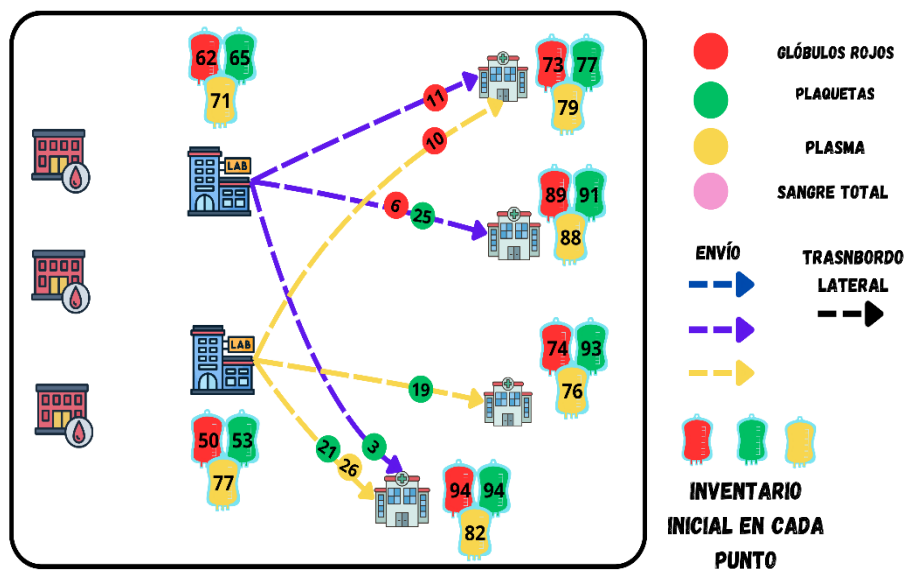 62 65
71
LAB
11
10
73 77
79
6 25
89 91
88
LAB
19
74 93
76
50 53
77
21 26
3
94 94
82
GLÓBULOS ROJOS
PLAQUETAS
PLASMA
SANGRE TOTAL
ENVÍO
TRASNBORDO
LATERAL
INVENTARIO
INICIAL EN CADA
PUNTO